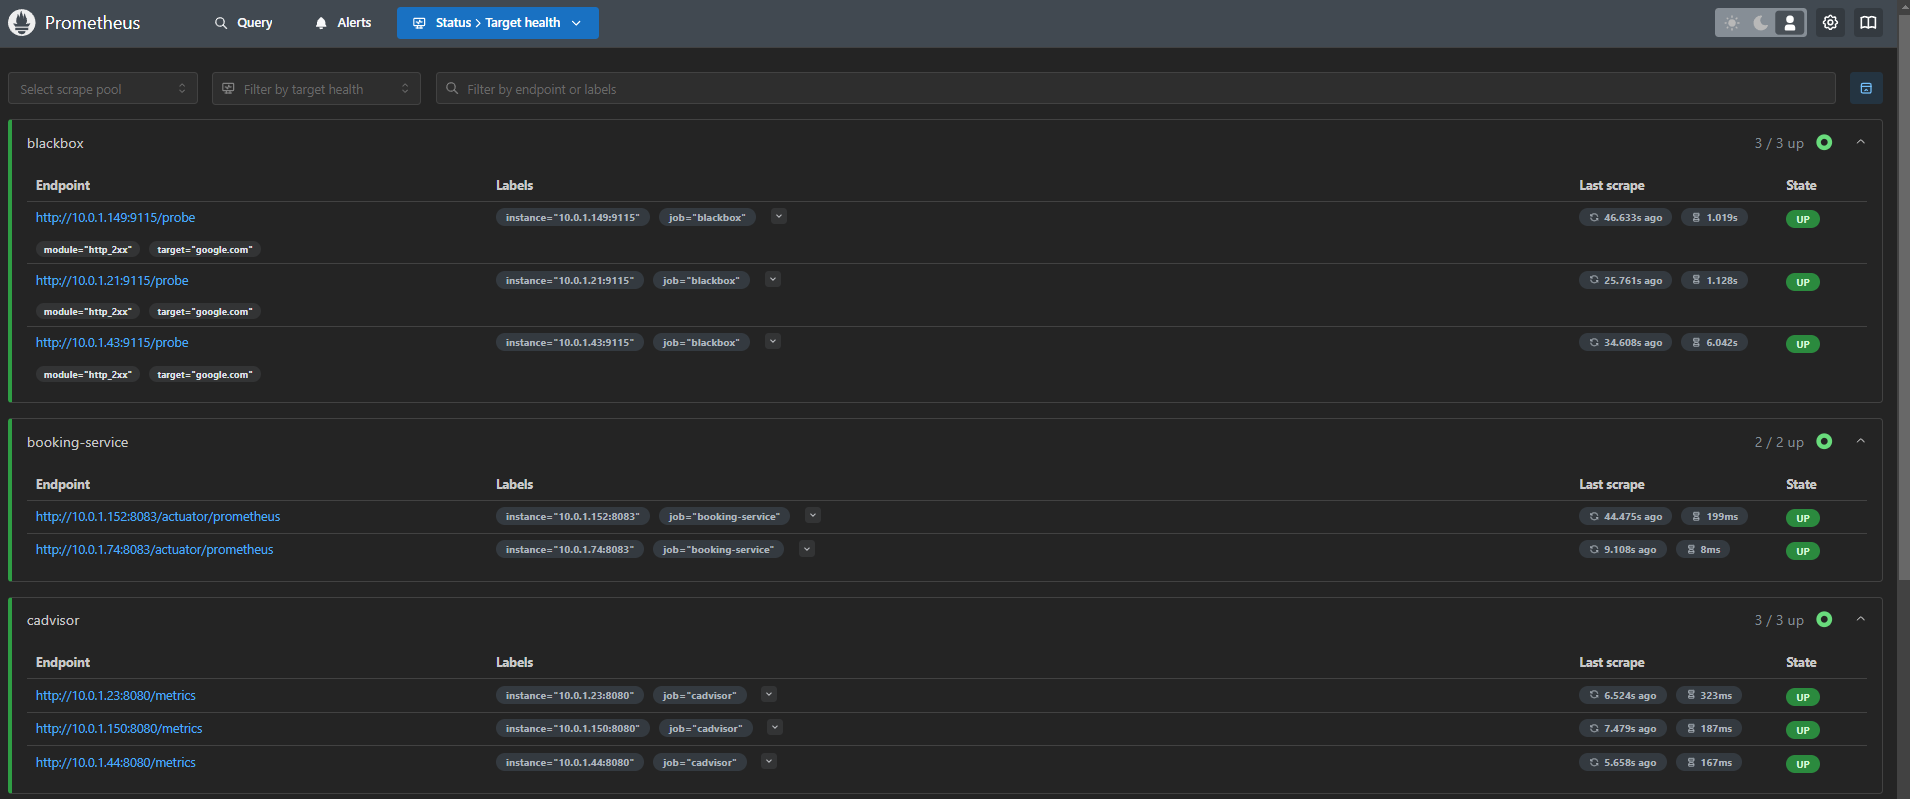 Prometheus Query Alerts Status > Target health
Select scrape pool Filter by target health Filter by endpoint or labels
blackbox 3 / 3 up
Endpoint Labels Last scrape State
http://10.0.1.149:9115/probe instance="10.0.1.149:9115" job="blackbox" 46.633s ago 1.019s UP
module="http_2xx" target="google.com"
http://10.0.1.21:9115/probe instance="10.0.1.21:9115" job="blackbox" 25.761s ago 1.128s UP
module="http_2xx" target="google.com"
http://10.0.1.43:9115/probe instance="10.0.1.43:9115" job="blackbox" 34.608s ago 6.042s UP
module="http_2xx" target="google.com"
booking-service 2 / 2 up
Endpoint Labels Last scrape State
http://10.0.1.152:8083/actuator/prometheus instance="10.0.1.152:8083" job="booking-service" 44.475s ago 199ms UP
http://10.0.1.74:8083/actuator/prometheus instance="10.0.1.74:8083" job="booking-service" 9.108s ago 8ms UP
cadvisor 3 / 3 up
Endpoint Labels Last scrape State
http://10.0.1.23:8080/metrics instance="10.0.1.23:8080" job="cadvisor" 6.524s ago 323ms UP
http://10.0.1.150:8080/metrics instance="10.0.1.150:8080" job="cadvisor" 7.479s ago 187ms UP
http://10.0.1.44:8080/metrics instance="10.0.1.44:8080" job="cadvisor" 5.658s ago 167ms UP